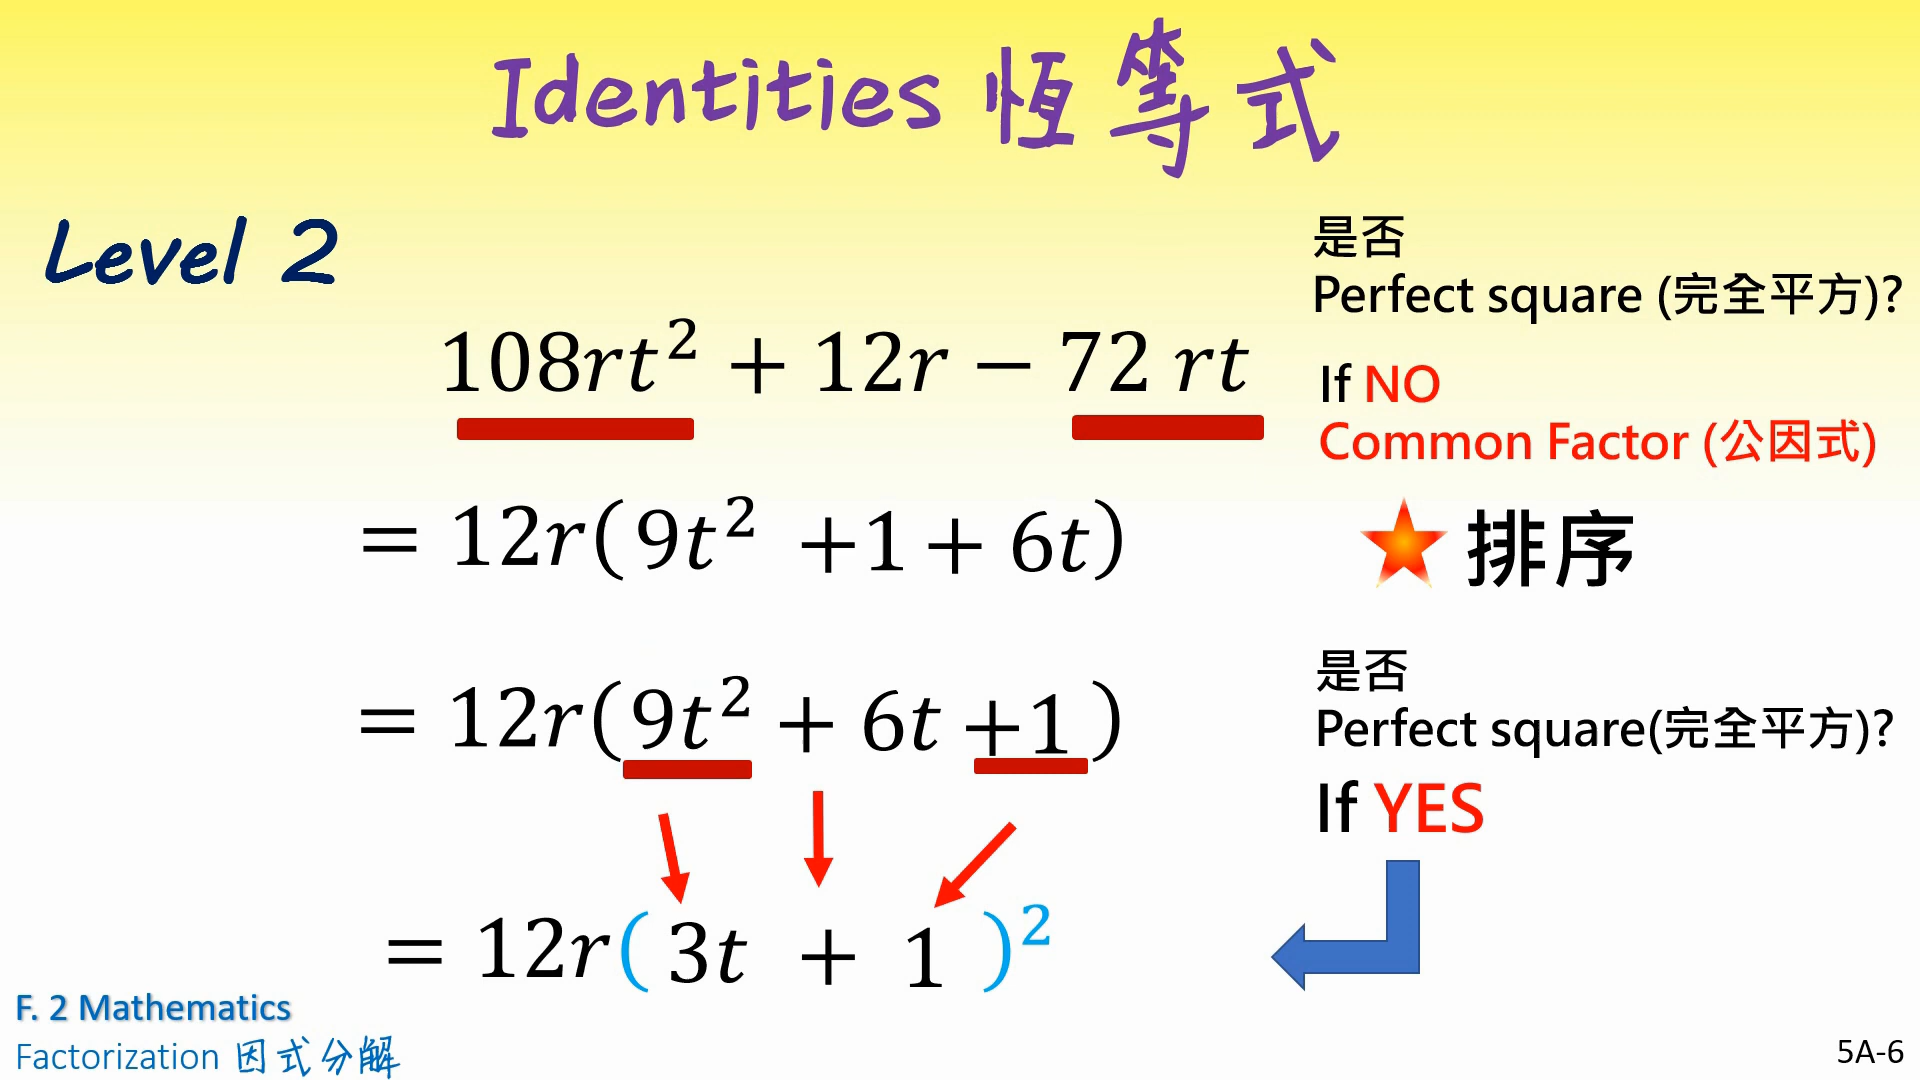 Identities 恆等式
Level 2
是否
Perfect square (完全平方)?
108rt² + 12r − 72 rt
If NO
Common Factor (公因式)
= 12r(9t² +1+ 6t)
排序
= 12r(9t² + 6t +1)
是否
Perfect square(完全平方)?
If YES
= 12r( 3t + 1 )²
F. 2 Mathematics
Factorization 因式分解
5A-6